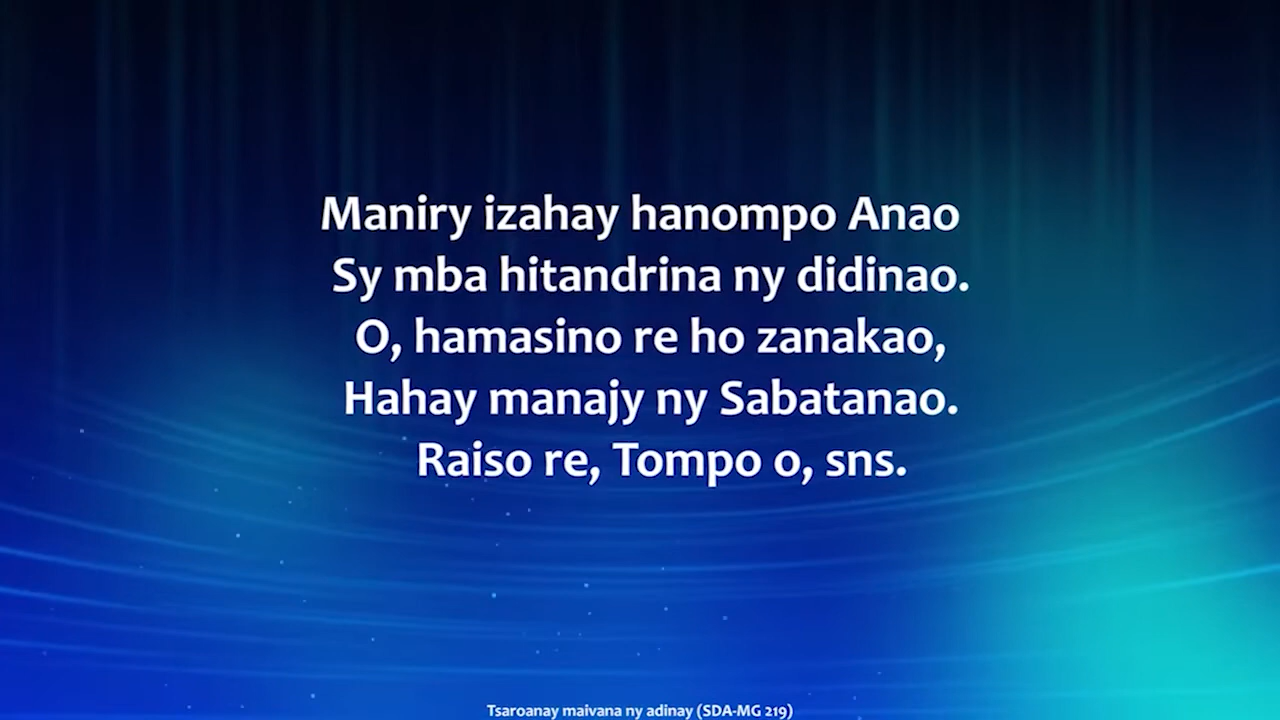 Maniry izahay hanompo Anao
Sy mba hitandrina ny didinao.
O, hamasino re ho zanakao,
Hahay manajy ny Sabatanao.
Raiso re, Tompo o, sns.
Tsaroanay maivana ny adinay (SDA-MG 219)